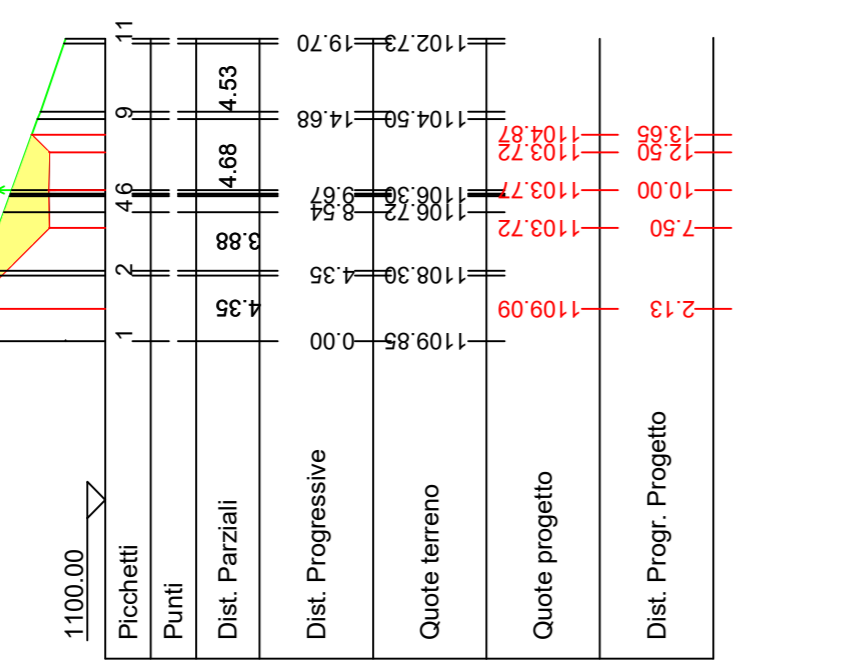 1100.00
Picchetti 1 2 4 6 9 11
Punti
Dist. Parziali 4.35 3.88 4.68 4.53
Dist. Progressive 0.00 4.35 8.54 9.67 14.68 19.70
Quote terreno 1109.85 1108.30 1106.72 1106.30 1104.50 1102.73
Quote progetto 1109.09 1103.72 1103.77 1103.72 1104.87
Dist. Progr. Progetto 2.13 7.50 10.00 12.50 13.65